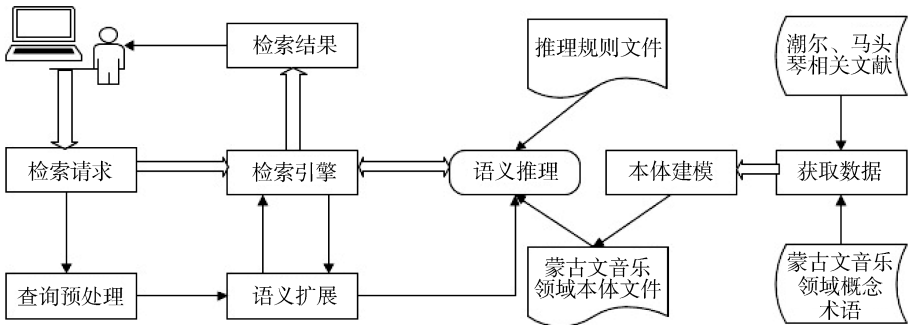 检索结果
推理规则文件
潮尔、马头
琴相关文献
检索请求
检索引擎
语义推理
本体建模
获取数据
查询预处理
语义扩展
蒙古文音乐
领域本体文件
蒙古文音乐
领域概念
术语